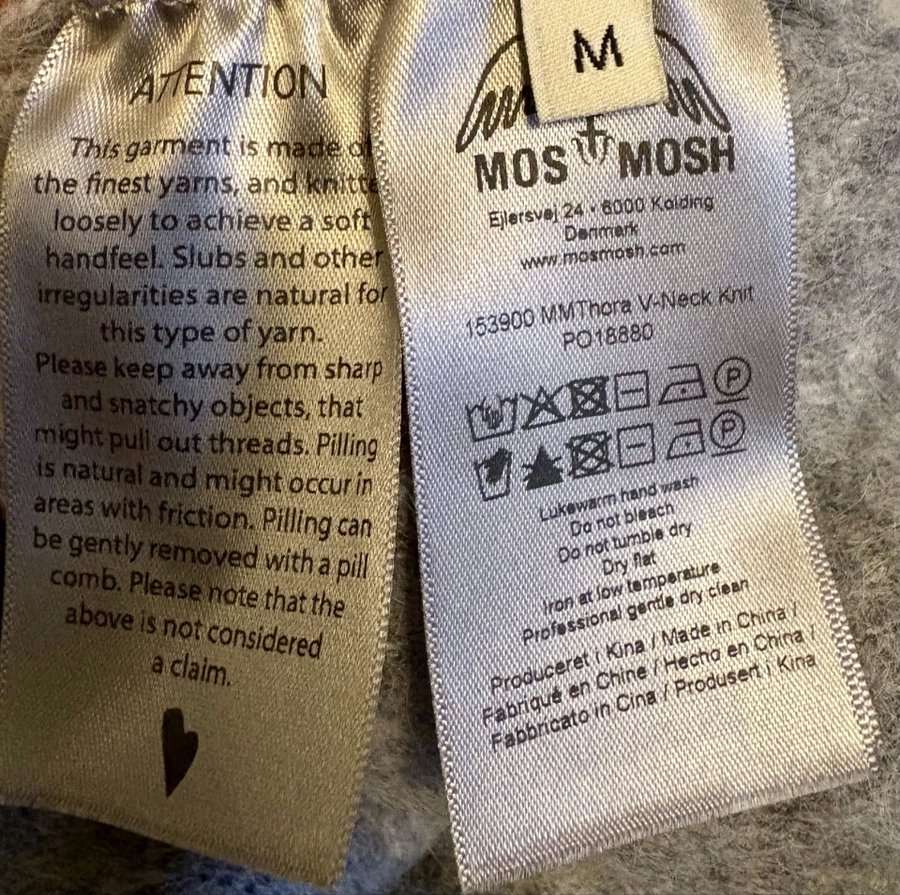 ATTENTION
This garment is made of
the finest yarns, and knitte
loosely to achieve a soft
handfeel. Slubs and other
irregularities are natural for
this type of yarn.
Please keep away from sharp
and snatchy objects, that
might pull out threads. Pilling
is natural and might occur in
areas with friction. Pilling can
be gently removed with a pill
comb. Please note that the
above is not considered
a claim.
M
MOS MOSH
Ejlersvej 24 · 6000 Kolding
Denmark
www.mosmosh.com
153900 MMThora V-Neck Knit
PO18880
P
P
Lukewarm hand wash
Do not bleach
Do not tumble dry
Dry flat
Iron at low temperature
Professional gentle dry clean
Produceret i Kina / Made in China /
Fabriqué en Chine / Hecho en China /
Fabbricato in Cina / Produsert i Kina